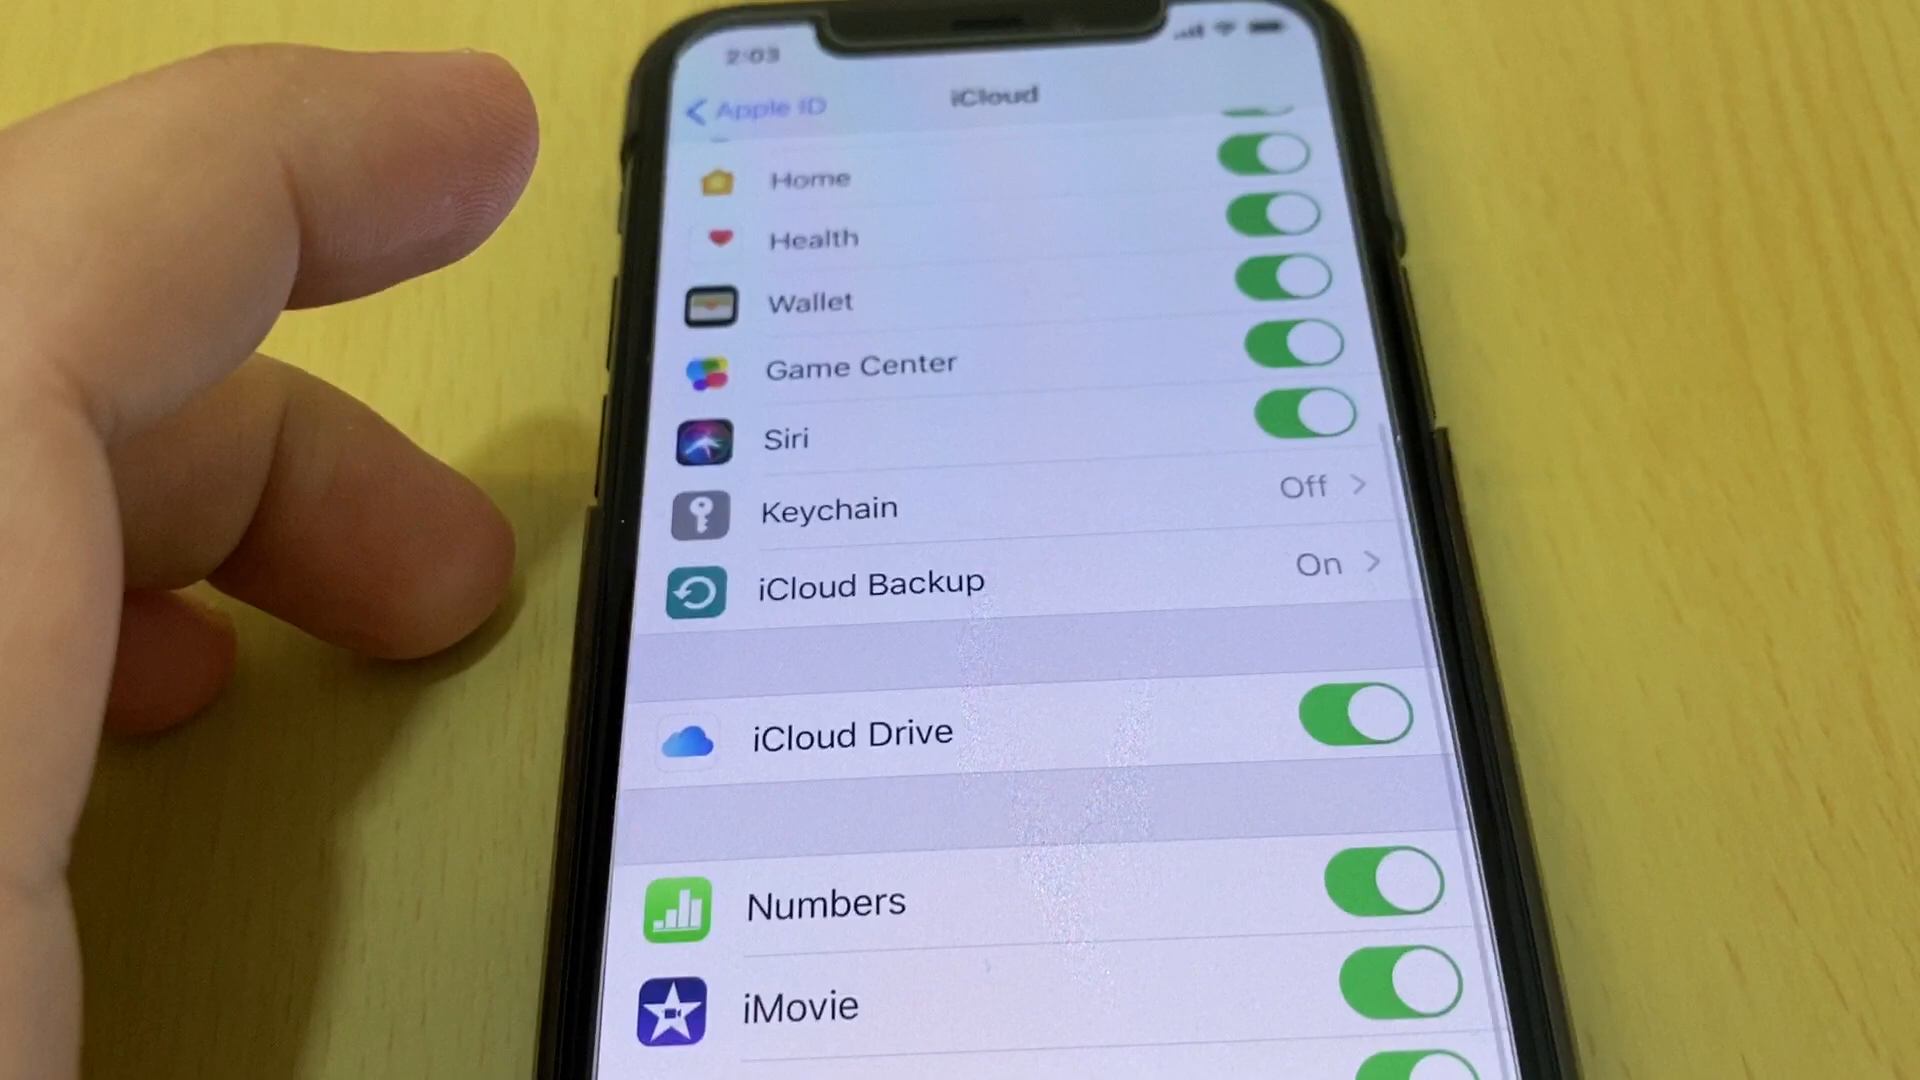 2:03
Apple ID
iCloud
Home
Health
Wallet
Game Center
Siri
Keychain Off
iCloud Backup On
iCloud Drive
Numbers
iMovie